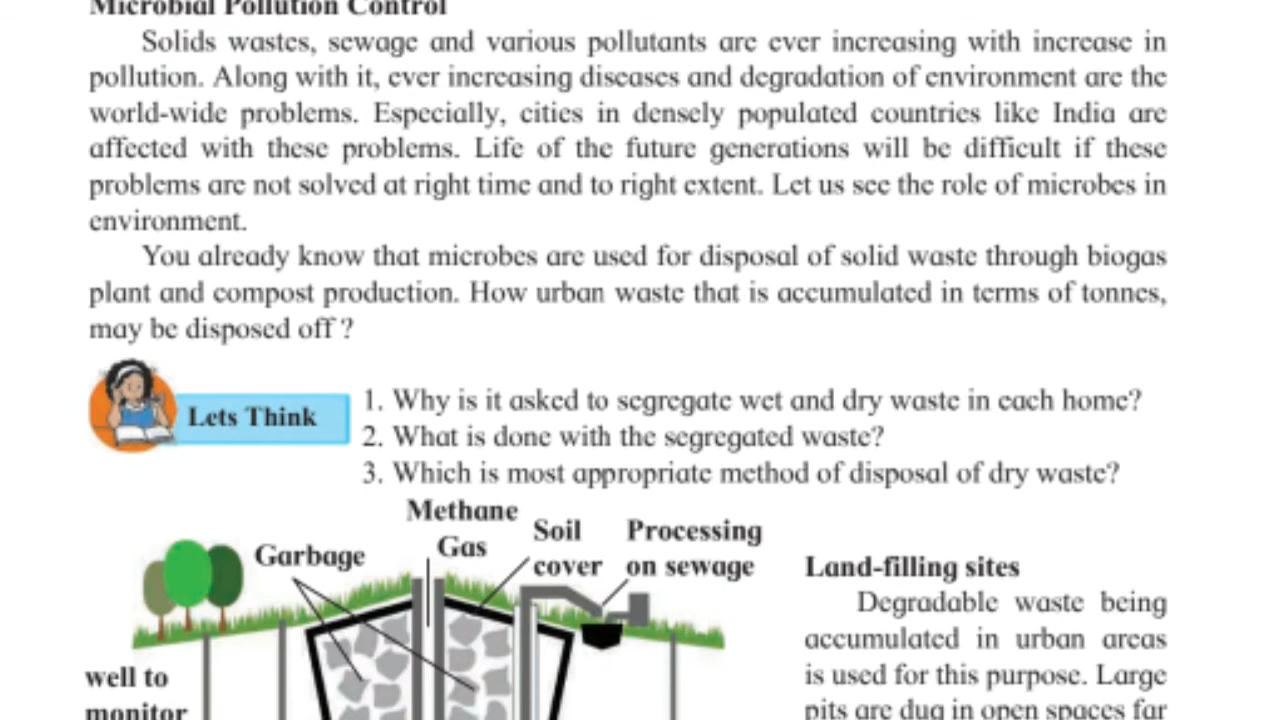 Microbial Pollution Control
Solids wastes, sewage and various pollutants are ever increasing with increase in
pollution. Along with it, ever increasing diseases and degradation of environment are the
world-wide problems. Especially, cities in densely populated countries like India are
affected with these problems. Life of the future generations will be difficult if these
problems are not solved at right time and to right extent. Let us see the role of microbes in
environment.
You already know that microbes are used for disposal of solid waste through biogas
plant and compost production. How urban waste that is accumulated in terms of tonnes,
may be disposed off ?
Lets Think
1. Why is it asked to segregate wet and dry waste in each home?
2. What is done with the segregated waste?
3. Which is most appropriate method of disposal of dry waste?
Methane
Gas
Soil
cover
Processing
on sewage
Garbage
well to
monitor
Land-filling sites
Degradable waste being
accumulated in urban areas
is used for this purpose. Large
pits are dug in open spaces far